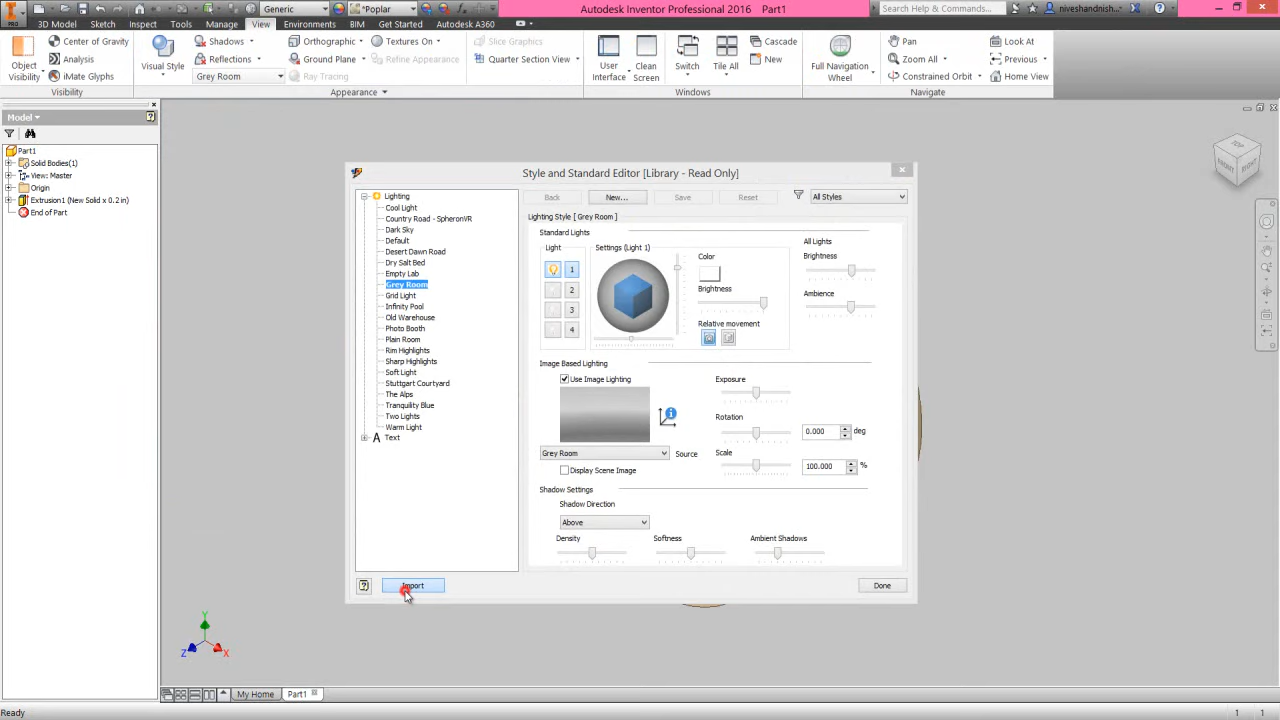 Generic
*Poplar
Autodesk Inventor Professional 2016 Part1
Search Help & Commands...
niveshandnish...
PRO
3D Model Sketch Inspect Tools Manage View Environments BIM Get Started Autodesk A360
Object Visibility
Center of Gravity
Analysis
iMate Glyphs
Visibility
Visual Style
Shadows
Reflections
Grey Room
Orthographic
Ground Plane
Ray Tracing
Textures On
Refine Appearance
Appearance
Slice Graphics
Quarter Section View
User Interface
Clean Screen
Switch
Tile All
Cascade
New
Windows
Full Navigation Wheel
Pan
Zoom All
Constrained Orbit
Look At
Previous
Home View
Navigate
Model
Part1
Solid Bodies(1)
View: Master
Origin
Extrusion1 (New Solid x 0.2 in)
End of Part
TOP
FRONT
RIGHT
Style and Standard Editor [Library - Read Only]
Back
New...
Save
Reset
All Styles
Lighting
Cool Light
Country Road - SpheronVR
Dark Sky
Default
Desert Dawn Road
Dry Salt Bed
Empty Lab
Grey Room
Grid Light
Infinity Pool
Old Warehouse
Photo Booth
Plain Room
Rim Highlights
Sharp Highlights
Soft Light
Stuttgart Courtyard
The Alps
Tranquility Blue
Two Lights
Warm Light
A Text
Lighting Style [ Grey Room ]
Standard Lights
Light
1
2
3
4
Settings (Light 1)
Color
Brightness
Relative movement
All Lights
Brightness
Ambience
Image Based Lighting
Use Image Lighting
Grey Room
Source
Display Scene Image
Exposure
Rotation
0.000 deg
Scale
100.000 %
Shadow Settings
Shadow Direction
Above
Density
Softness
Ambient Shadows
Import
Done
Y
Z
X
My Home
Part1
Ready
1 1